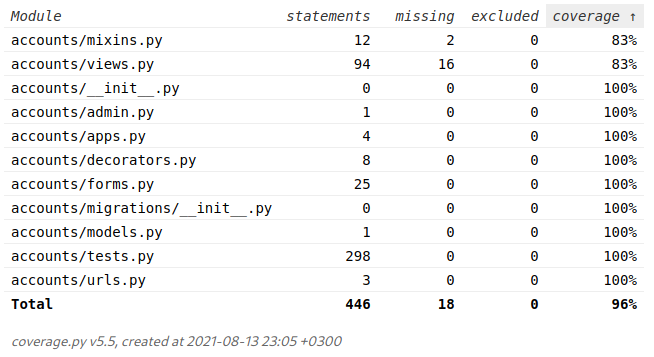 Module statements missing excluded coverage ↑
accounts/mixins.py 12 2 0 83%
accounts/views.py 94 16 0 83%
accounts/__init__.py 0 0 0 100%
accounts/admin.py 1 0 0 100%
accounts/apps.py 4 0 0 100%
accounts/decorators.py 8 0 0 100%
accounts/forms.py 25 0 0 100%
accounts/migrations/__init__.py 0 0 0 100%
accounts/models.py 1 0 0 100%
accounts/tests.py 298 0 0 100%
accounts/urls.py 3 0 0 100%
Total 446 18 0 96%
coverage.py v5.5, created at 2021-08-13 23:05 +0300